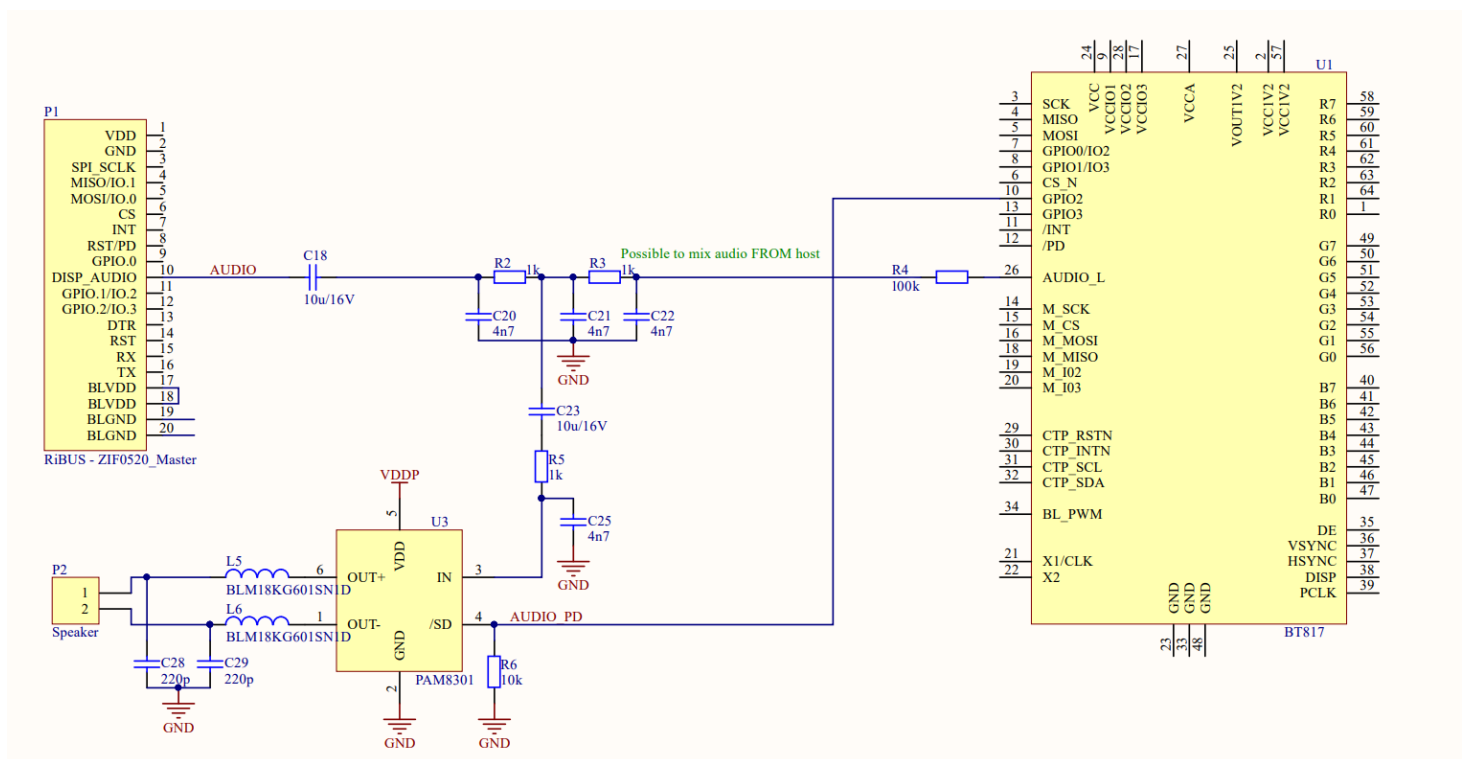 P1
VDD 1
GND 2
SPI_SCLK 3
MISO/IO.1 4
MOSI/IO.0 5
CS 6
INT 7
RST/PD 8
GPIO.0 9
DISP_AUDIO 10
GPIO.1/IO.2 11
GPIO.2/IO.3 12
DTR 13
RST 14
RX 15
TX 16
BLVDD 17
BLVDD 18
BLGND 19
BLGND 20
RiBUS - ZIF0520_Master
AUDIO
C18
10u/16V
R2
1k
R3
1k
Possible to mix audio FROM host
C20
4n7
C21
4n7
C22
4n7
GND
R4
100k
C23
10u/16V
R5
1k
C25
4n7
GND
VDDP
U3
5
VDD
6 OUT+
1 OUT-
IN 3
/SD 4
GND
2
PAM8301
GND
AUDIO_PD
R6
10k
GND
P2
1
2
Speaker
L5
BLM18KG601SN1D
L6
BLM18KG601SN1D
C28
220p
C29
220p
GND
U1
24 VCC
9 VCCIO1
28 VCCIO2
17 VCCIO3
27 VCCA
25 VOUT1V2
2 VCC1V2
57 VCC1V2
3 SCK
4 MISO
5 MOSI
7 GPIO0/IO2
8 GPIO1/IO3
6 CS_N
10 GPIO2
13 GPIO3
11 /INT
12 /PD
26 AUDIO_L
14 M_SCK
15 M_CS
16 M_MOSI
18 M_MISO
19 M_I02
20 M_I03
29 CTP_RSTN
30 CTP_INTN
31 CTP_SCL
32 CTP_SDA
34 BL_PWM
21 X1/CLK
22 X2
R7 58
R6 59
R5 60
R4 61
R3 62
R2 63
R1 64
R0 1
G7 49
G6 50
G5 51
G4 52
G3 53
G2 54
G1 55
G0 56
B7 40
B6 41
B5 42
B4 43
B3 44
B2 45
B1 46
B0 47
DE 35
VSYNC 36
HSYNC 37
DISP 38
PCLK 39
GND 23
GND 33
GND 48
BT817